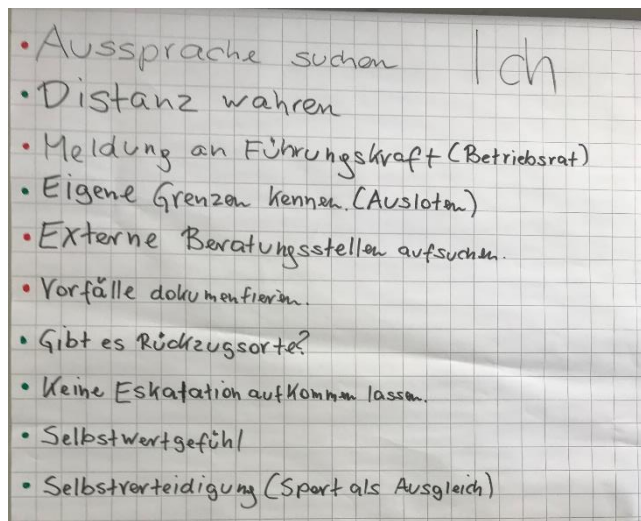 • Aussprache suchen Ich
• Distanz wahren
• Meldung an Führungskraft (Betriebsrat)
• Eigene Grenzen kennen. (Ausloten)
• Externe Beratungsstellen aufsuchen.
• Vorfälle dokumentieren.
• Gibt es Rückzugsorte?
• Keine Eskalation aufkommen lassen.
• Selbstwertgefühl
• Selbstverteidigung (Sport als Ausgleich)